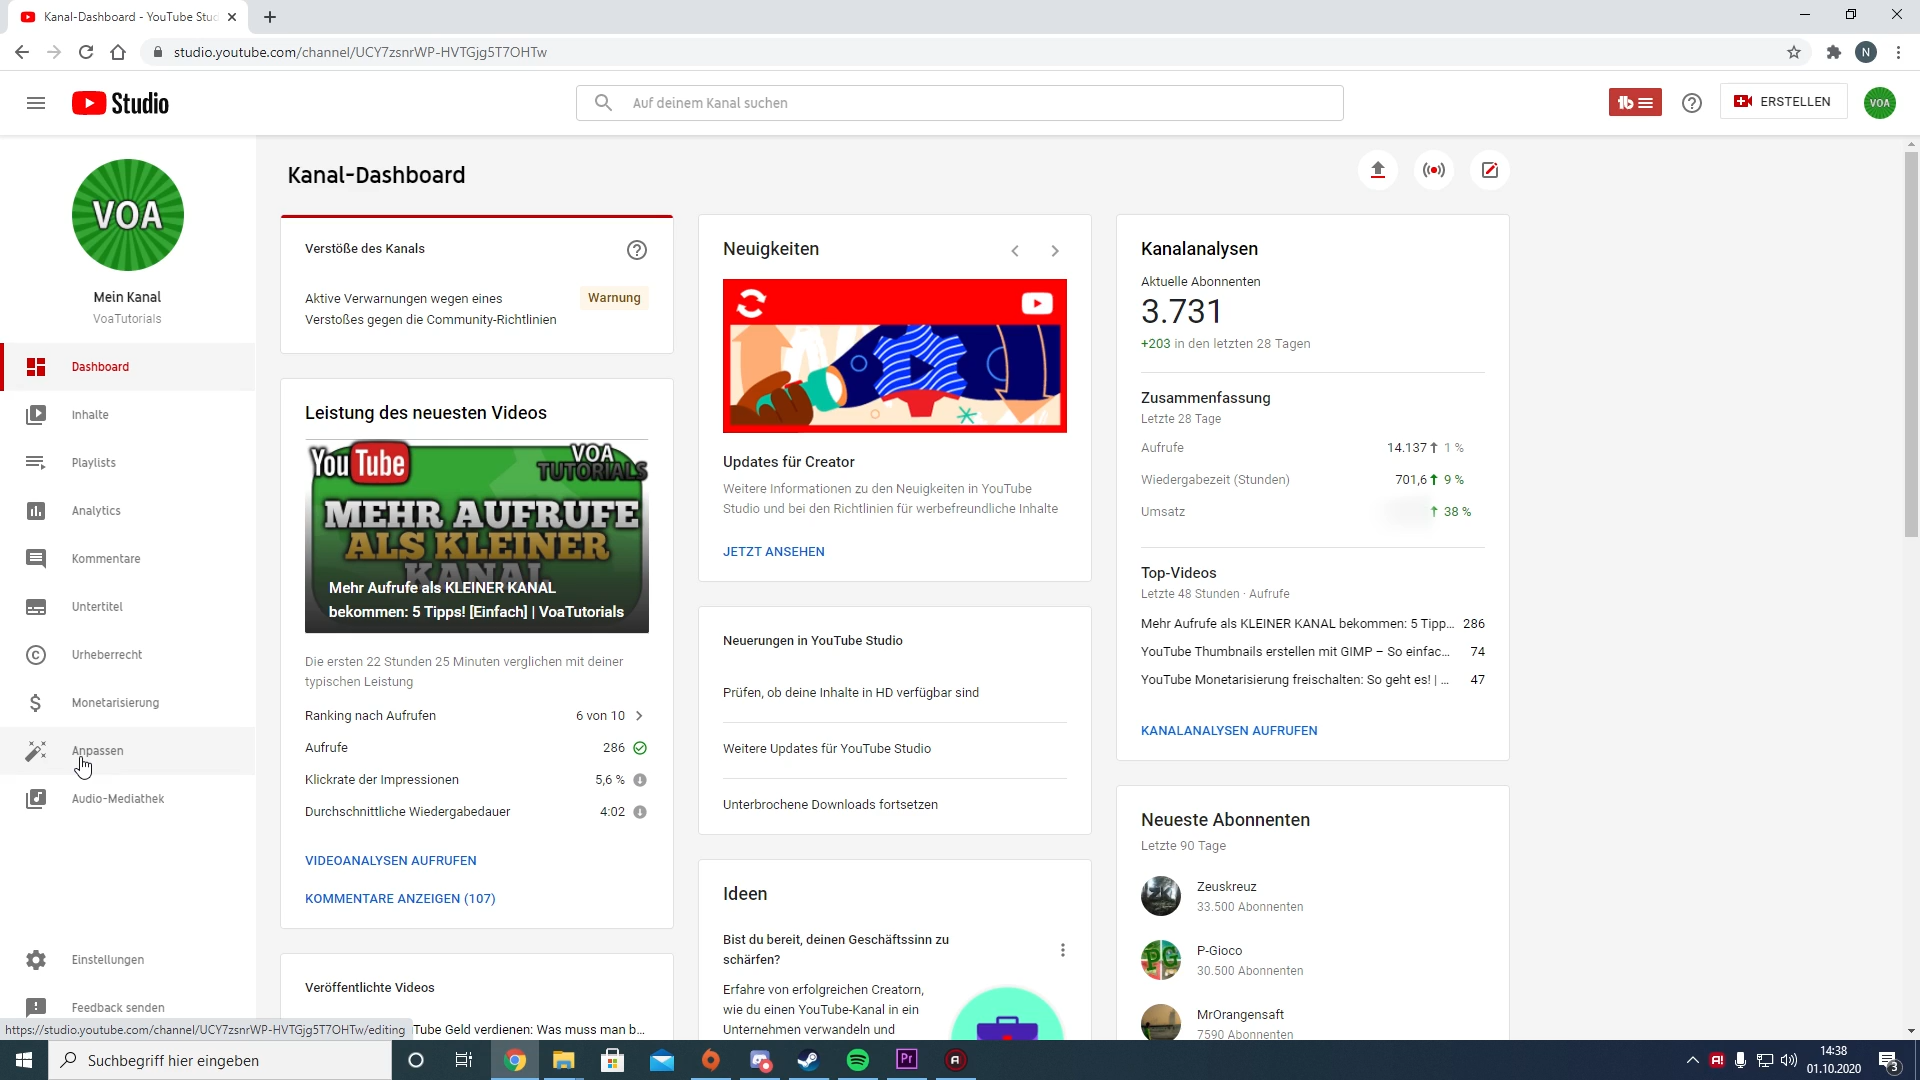 Kanal-Dashboard - YouTube Stu
studio.youtube.com/channel/UCY7zsnrWP-HVTGjg5T7OHTw
N
Studio
Auf deinem Kanal suchen
ERSTELLEN
VOA
VOA
Mein Kanal
VoaTutorials
Dashboard
Inhalte
Playlists
Analytics
Kommentare
Untertitel
Urheberrecht
Monetarisierung
Anpassen
Audio-Mediathek
Einstellungen
Feedback senden
https://studio.youtube.com/channel/UCY7zsnrWP-HVTGjg5T7OHTw/editing
Kanal-Dashboard
Verstöße des Kanals
Aktive Verwarnungen wegen eines
Verstoßes gegen die Community-Richtlinien
Warnung
Leistung des neuesten Videos
YouTube
VOA
TUTORIALS
MEHR AUFRUFE
ALS KLEINER
KANAL
Mehr Aufrufe als KLEINER KANAL
bekommen: 5 Tipps! [Einfach] | VoaTutorials
Die ersten 22 Stunden 25 Minuten verglichen mit deiner
typischen Leistung
Ranking nach Aufrufen 6 von 10
Aufrufe 286
Klickrate der Impressionen 5,6 %
Durchschnittliche Wiedergabedauer 4:02
VIDEOANALYSEN AUFRUFEN
KOMMENTARE ANZEIGEN (107)
Veröffentlichte Videos
Tube Geld verdienen: Was muss man b...
Neuigkeiten
Updates für Creator
Weitere Informationen zu den Neuigkeiten in YouTube
Studio und bei den Richtlinien für werbefreundliche Inhalte
JETZT ANSEHEN
Neuerungen in YouTube Studio
Prüfen, ob deine Inhalte in HD verfügbar sind
Weitere Updates für YouTube Studio
Unterbrochene Downloads fortsetzen
Ideen
Bist du bereit, deinen Geschäftssinn zu
schärfen?
Erfahre von erfolgreichen Creatorn,
wie du einen YouTube-Kanal in ein
Unternehmen verwandeln und
Kanalanalysen
Aktuelle Abonnenten
3.731
+203 in den letzten 28 Tagen
Zusammenfassung
Letzte 28 Tage
Aufrufe 14.137 1 %
Wiedergabezeit (Stunden) 701,6 9 %
Umsatz 38 %
Top-Videos
Letzte 48 Stunden · Aufrufe
Mehr Aufrufe als KLEINER KANAL bekommen: 5 Tipp... 286
YouTube Thumbnails erstellen mit GIMP – So einfac... 74
YouTube Monetarisierung freischalten: So geht es! | ... 47
KANALANALYSEN AUFRUFEN
Neueste Abonnenten
Letzte 90 Tage
Zeuskreuz
33.500 Abonnenten
P-Gioco
30.500 Abonnenten
MrOrangensaft
7590 Abonnenten
Suchbegriff hier eingeben
Pr
14:38
01.10.2020
3